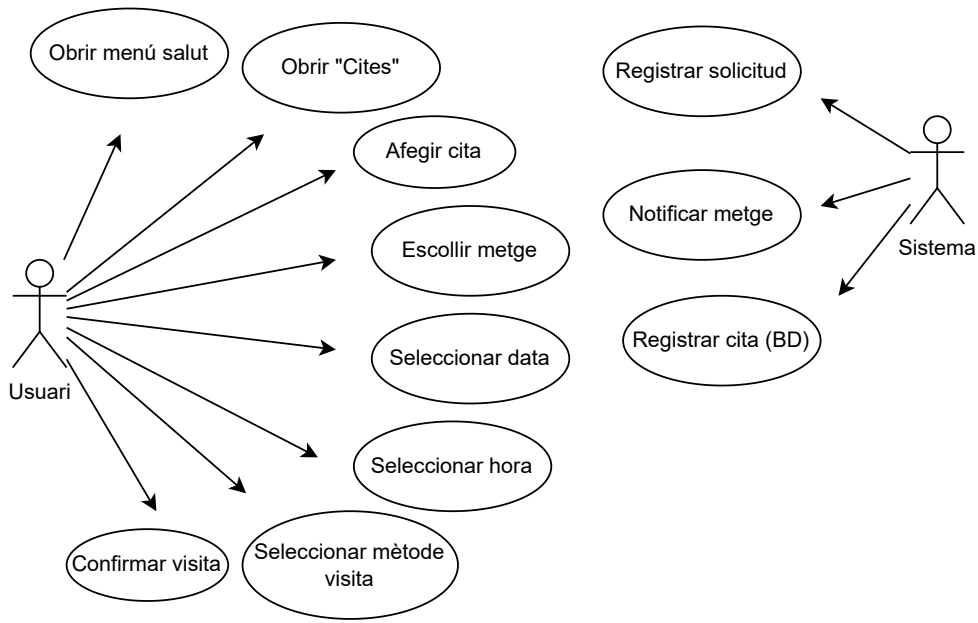 Obrir menú salut
Obrir "Cites"
Afegir cita
Escollir metge
Seleccionar data
Seleccionar hora
Seleccionar mètode
visita
Confirmar visita
Usuari
Registrar solicitud
Notificar metge
Registrar cita (BD)
Sistema